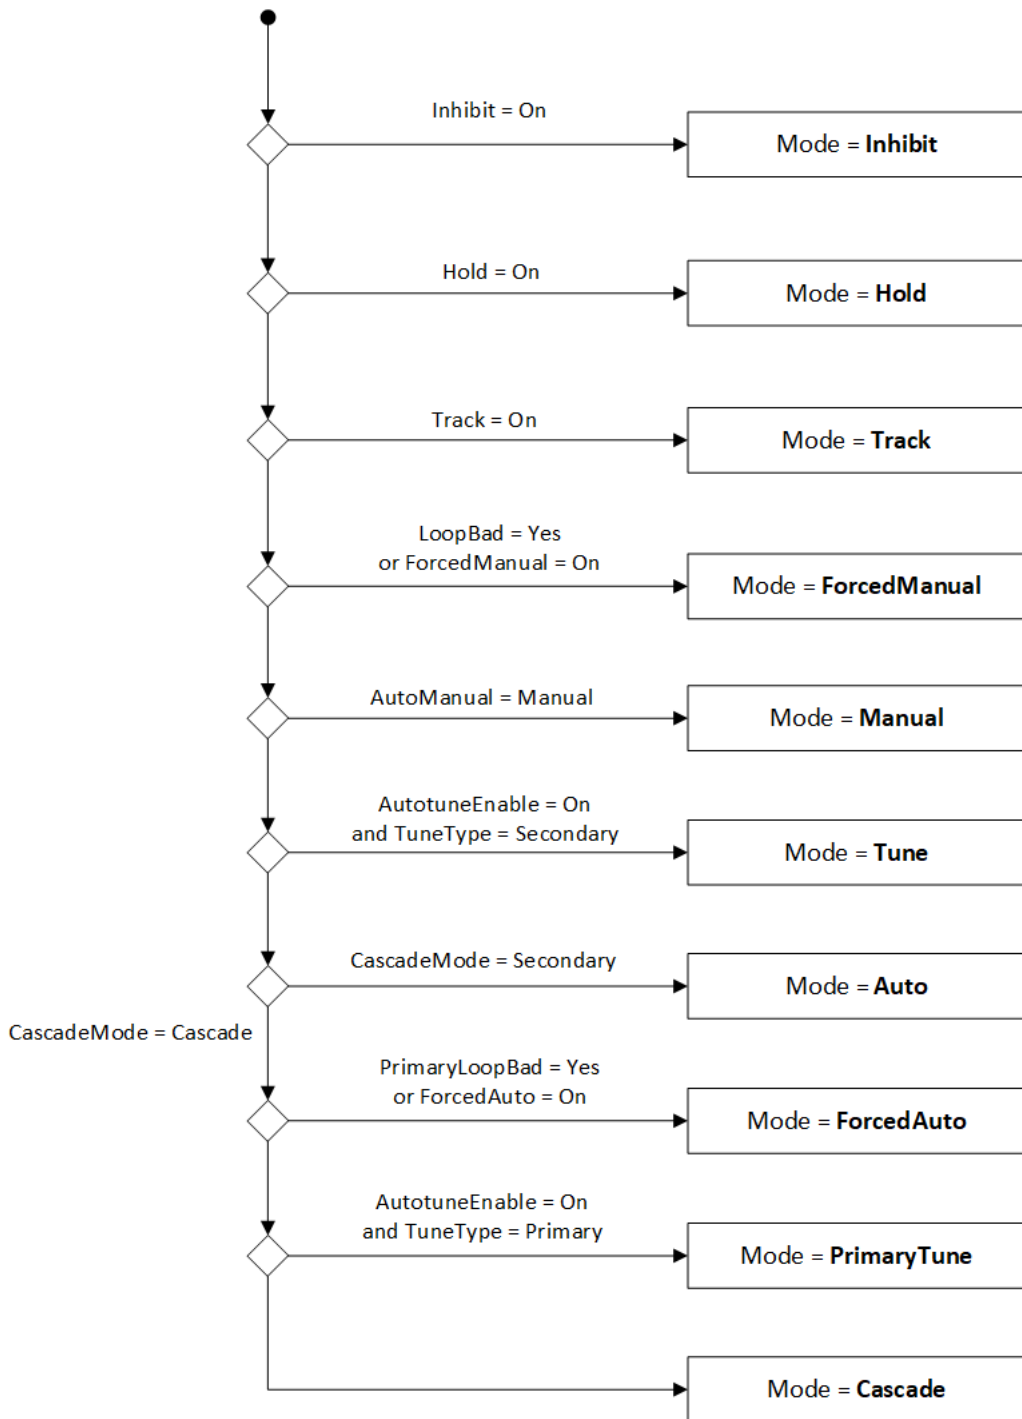 Inhibit = On
Mode = Inhibit
Hold = On
Mode = Hold
Track = On
Mode = Track
LoopBad = Yes
or ForcedManual = On
Mode = ForcedManual
AutoManual = Manual
Mode = Manual
AutotuneEnable = On
and TuneType = Secondary
Mode = Tune
CascadeMode = Secondary
Mode = Auto
CascadeMode = Cascade
PrimaryLoopBad = Yes
or ForcedAuto = On
Mode = ForcedAuto
AutotuneEnable = On
and TuneType = Primary
Mode = PrimaryTune
Mode = Cascade